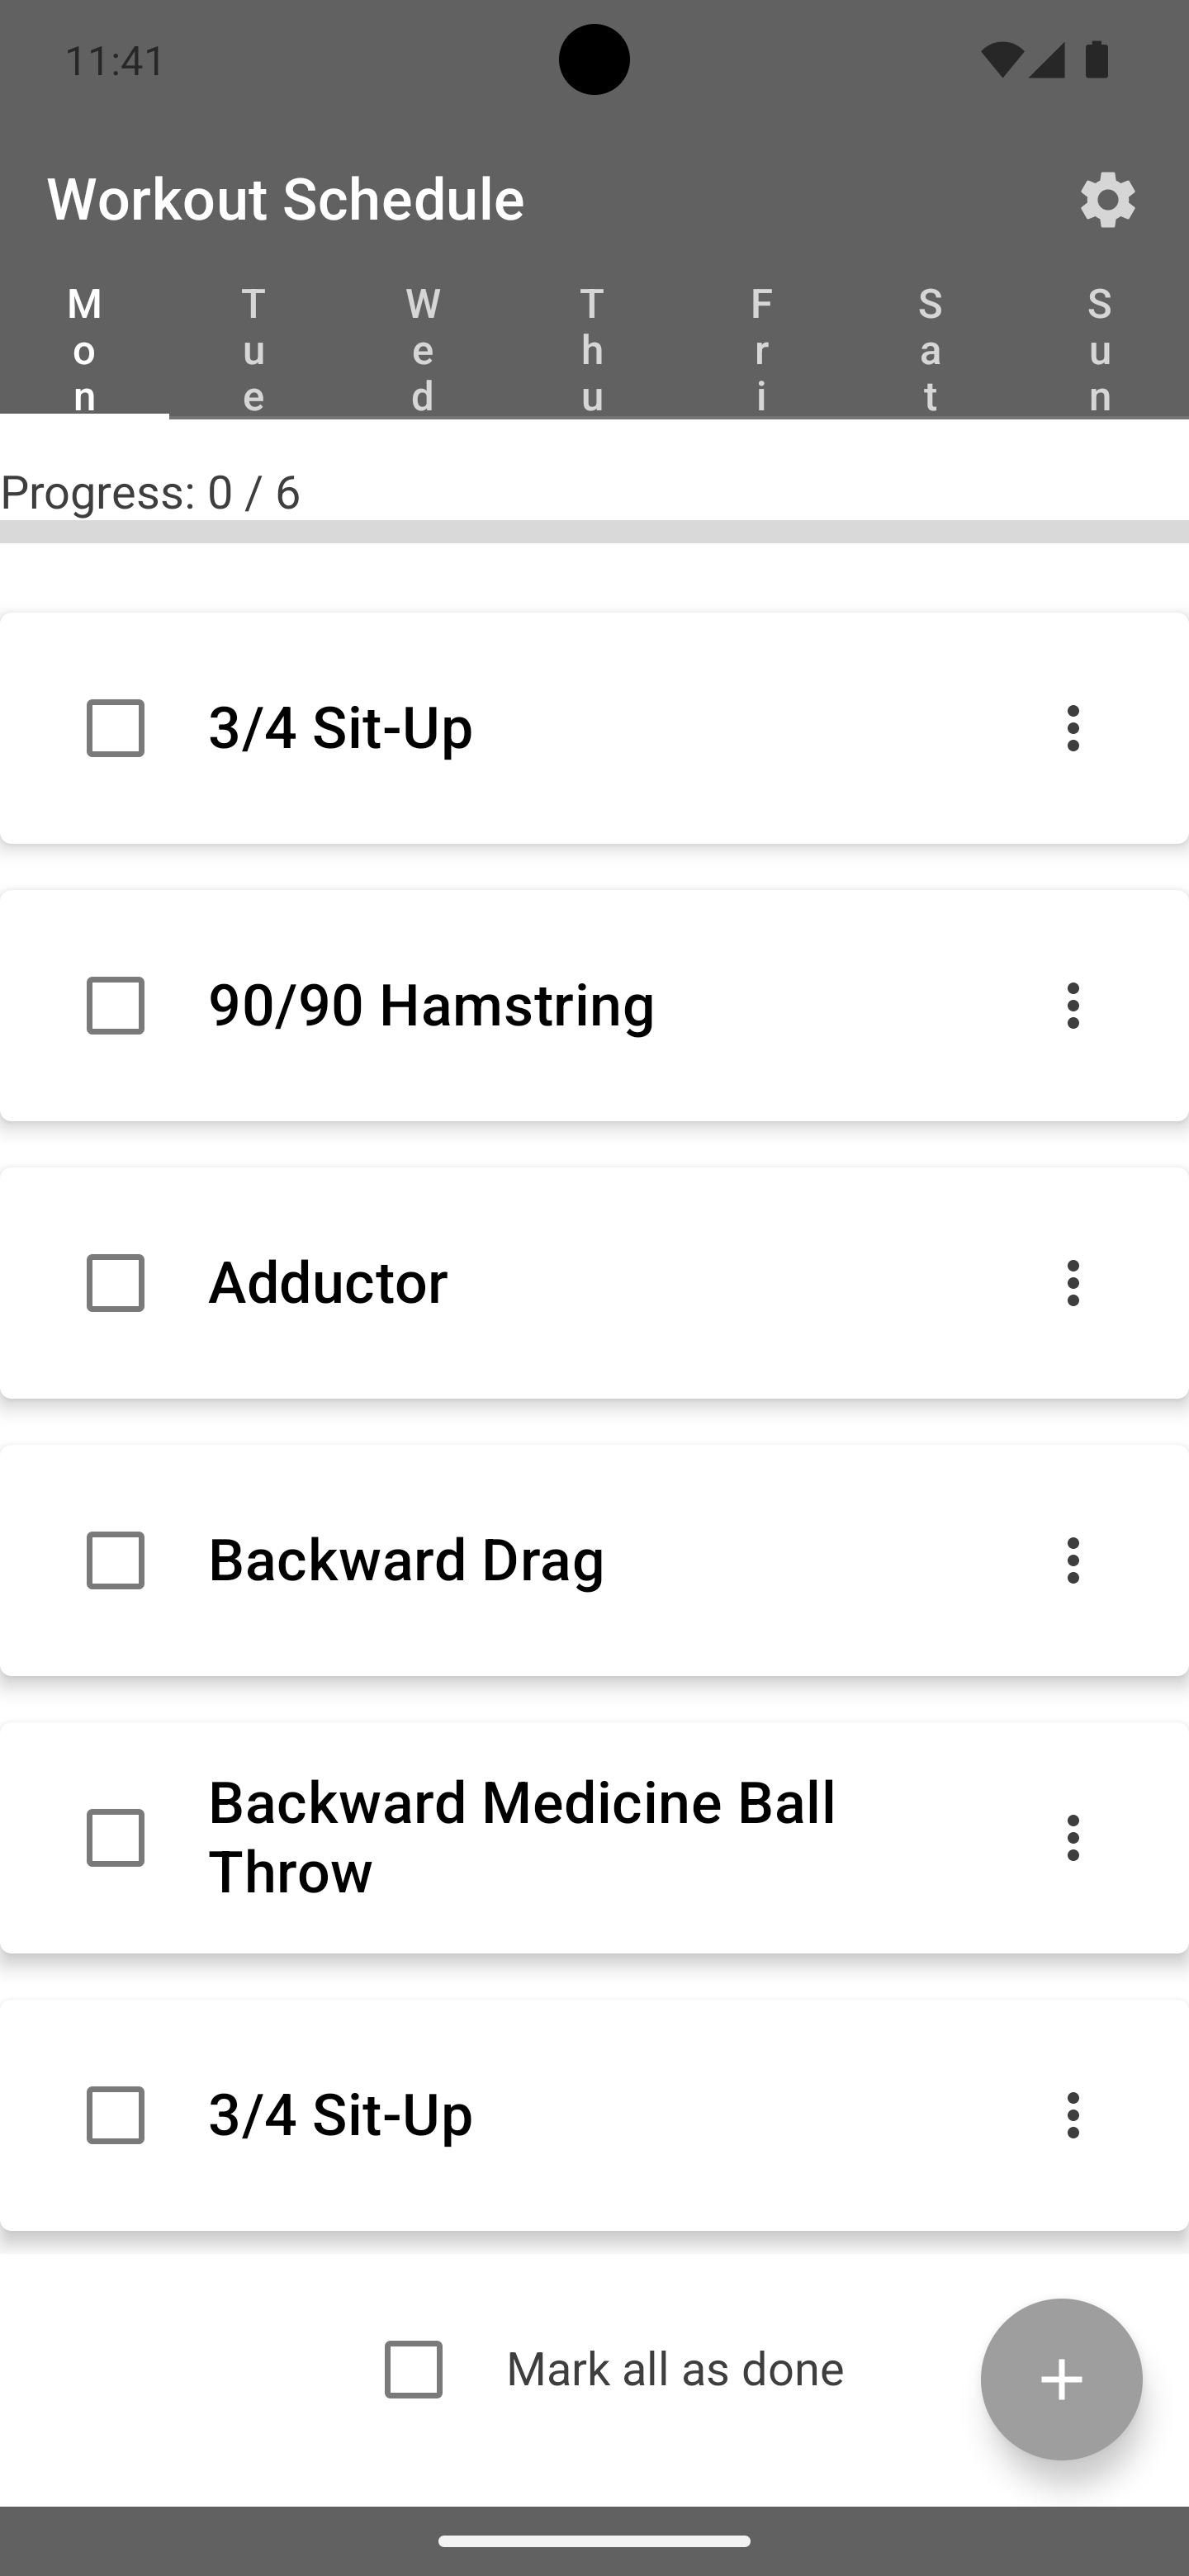 11:41
Workout Schedule
Mon Tue Wed Thu Fri Sat Sun
Progress: 0 / 6
3/4 Sit-Up
90/90 Hamstring
Adductor
Backward Drag
Backward Medicine Ball
Throw
3/4 Sit-Up
Mark all as done